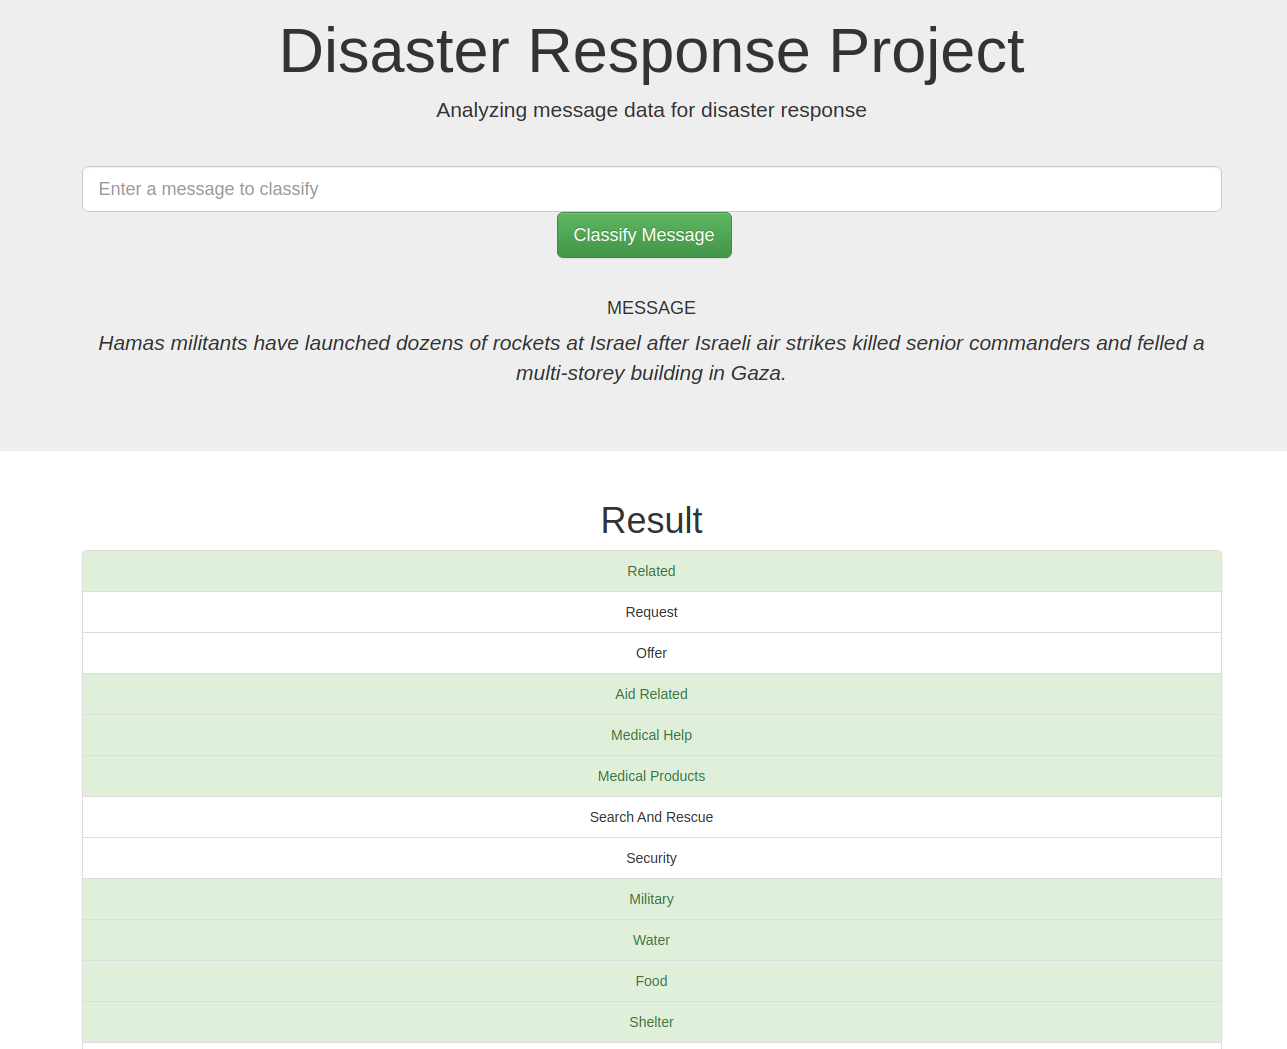 Disaster Response Project
Analyzing message data for disaster response
Enter a message to classify
Classify Message
MESSAGE
Hamas militants have launched dozens of rockets at Israel after Israeli air strikes killed senior commanders and felled a
multi-storey building in Gaza.
Result
Related
Request
Offer
Aid Related
Medical Help
Medical Products
Search And Rescue
Security
Military
Water
Food
Shelter